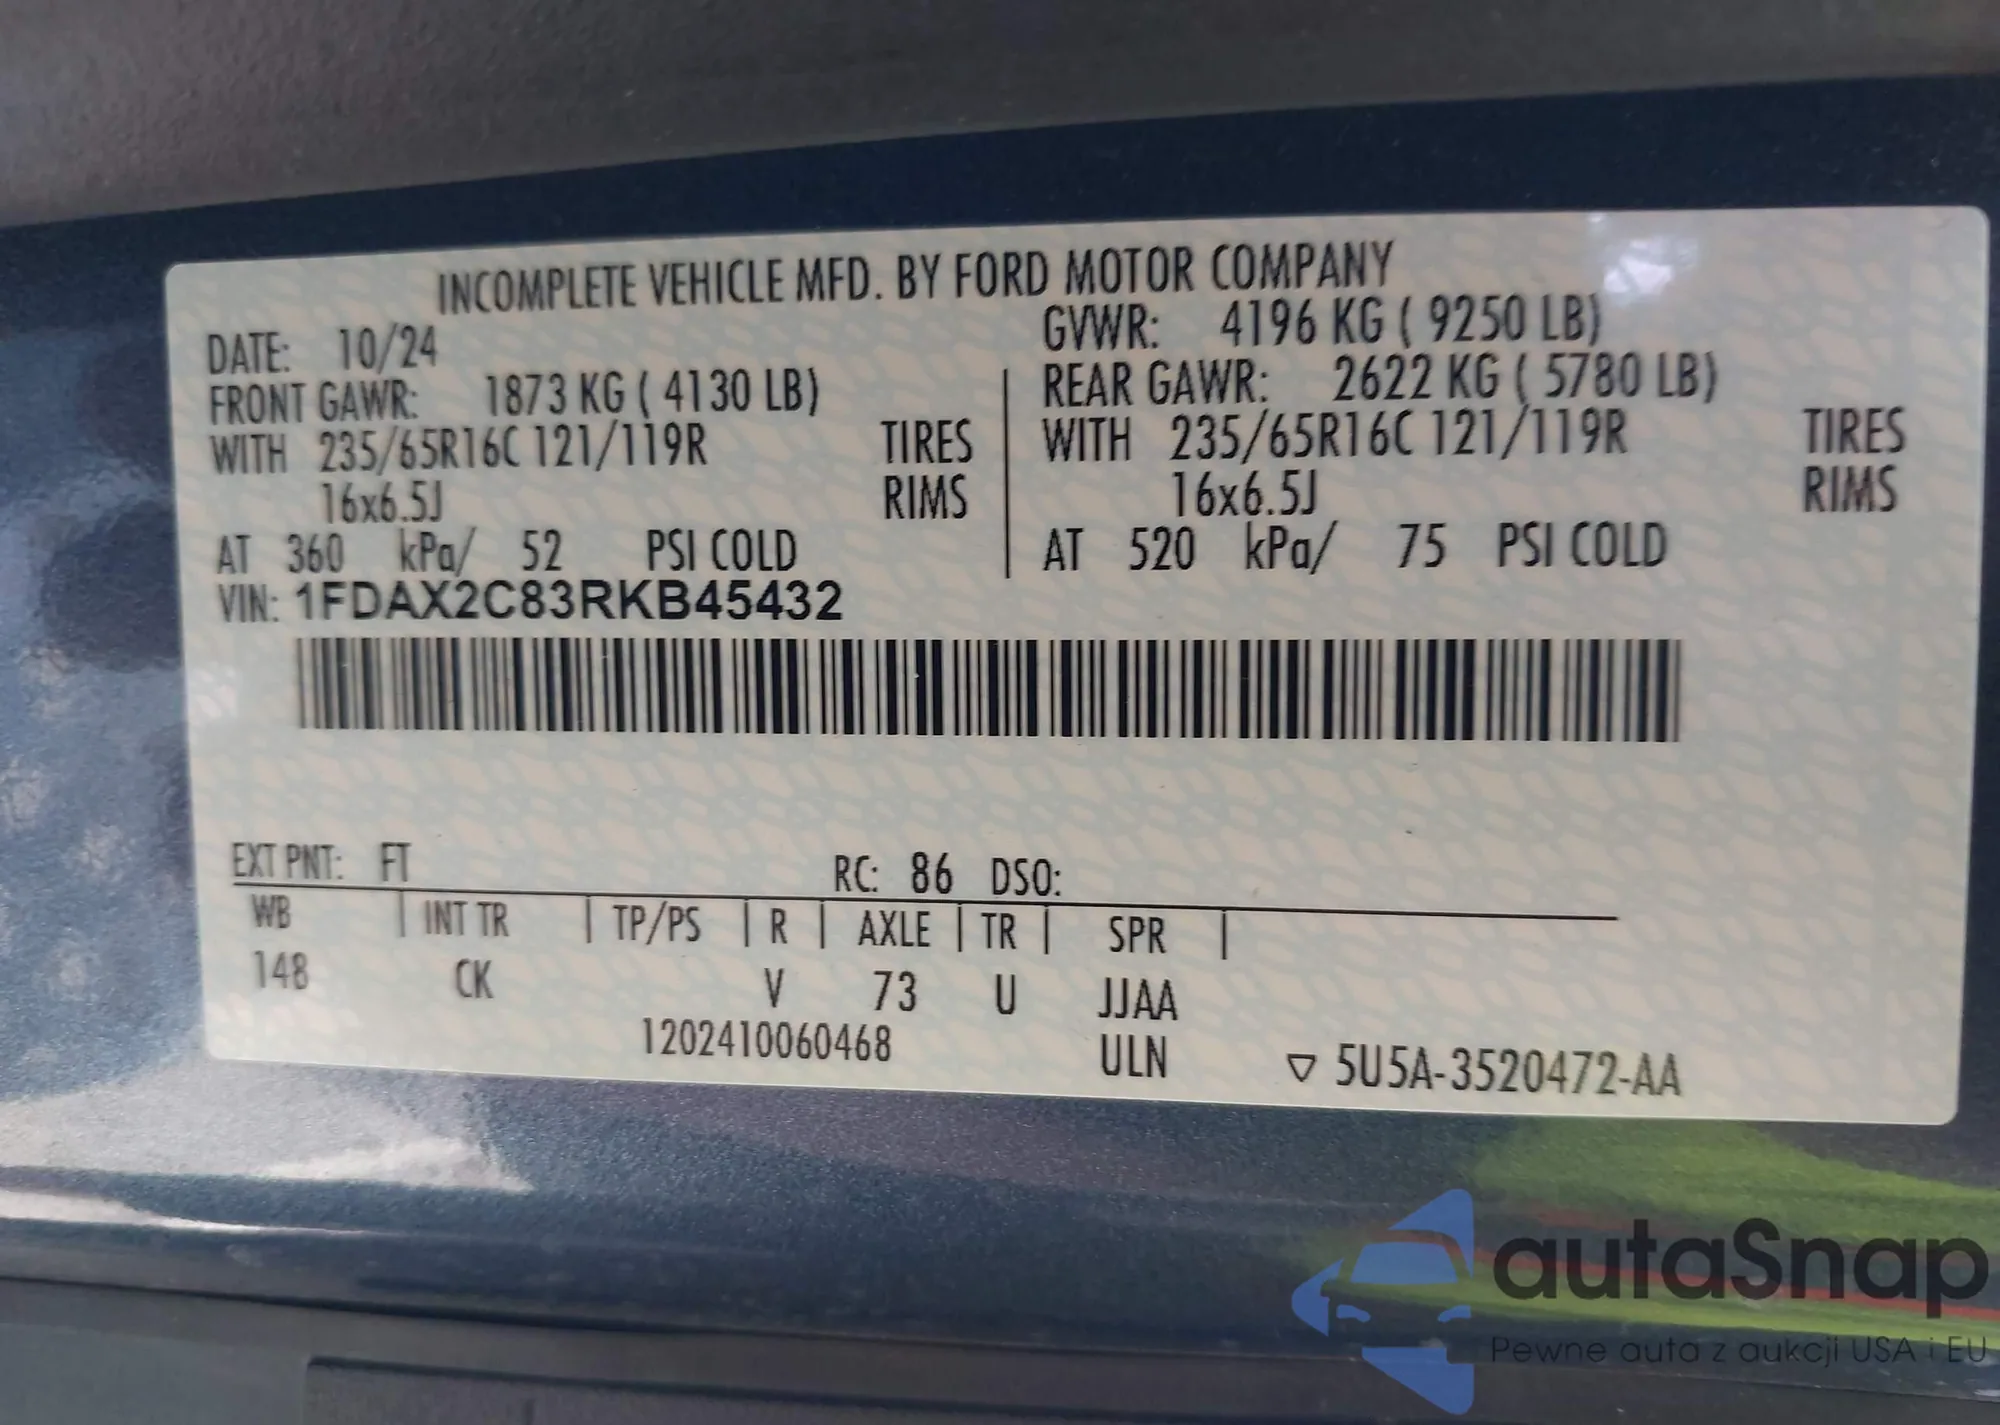 INCOMPLETE VEHICLE MFD. BY FORD MOTOR COMPANY
DATE: 10/24 GVWR: 4196 KG ( 9250 LB)
FRONT GAWR: 1873 KG ( 4130 LB) REAR GAWR: 2622 KG ( 5780 LB)
WITH 235/65R16C 121/119R TIRES WITH 235/65R16C 121/119R TIRES
16x6.5J RIMS 16x6.5J RIMS
AT 360 kPa/ 52 PSI COLD AT 520 kPa/ 75 PSI COLD
VIN: 1FDAX2C83RKB45432
EXT PNT: FT RC: 86 DSO:
WB | INT TR | TP/PS | R | AXLE | TR | SPR |
148 CK V 73 U JJAA
1202410060468 ULN ▽ 5U5A-3520472-AA
autaSnap
Pewne auta z aukcji USA i EU